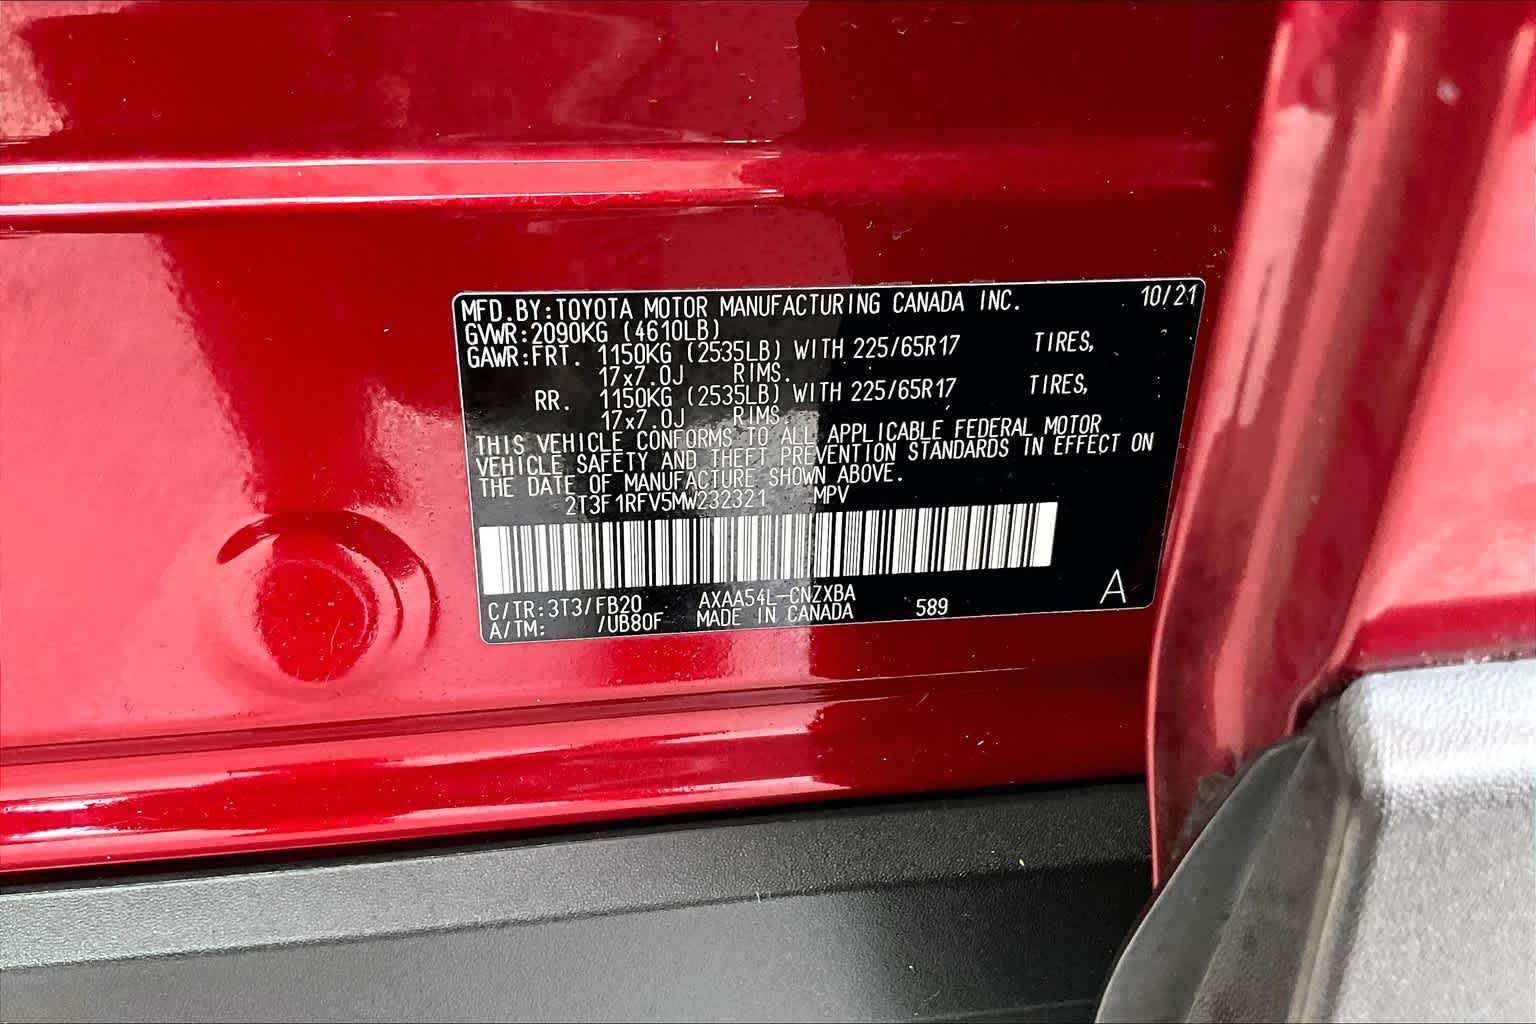 MFD.BY:TOYOTA MOTOR MANUFACTURING CANADA INC. 10/21
GVWR:2090KG (4610LB)
GAWR:FRT. 1150KG (2535LB) WITH 225/65R17 TIRES,
17x7.0J RIMS.
RR. 1150KG (2535LB) WITH 225/65R17 TIRES,
17x7.0J RIMS.
THIS VEHICLE CONFORMS TO ALL APPLICABLE FEDERAL MOTOR
VEHICLE SAFETY AND THEFT PREVENTION STANDARDS IN EFFECT ON
THE DATE OF MANUFACTURE SHOWN ABOVE.
2T3F1RFV5MW232321 MPV
C/TR:3T3/FB20 AXAA54L-CNZXBA
A/TM: /UB80F MADE IN CANADA 589 A